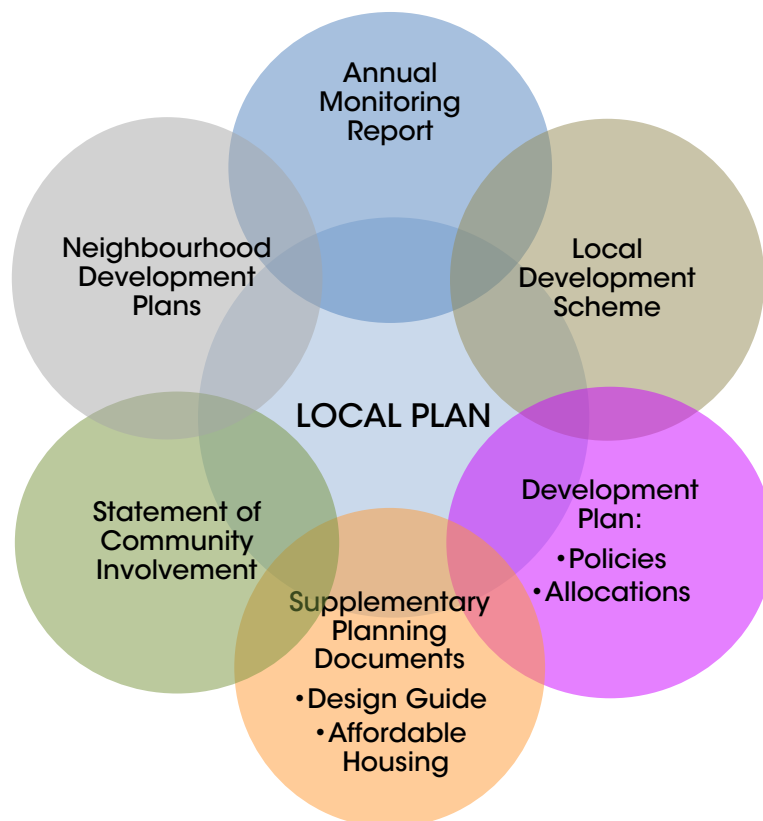 Annual
Monitoring
Report
Neighbourhood
Development
Plans
Local
Development
Scheme
LOCAL PLAN
Development
Plan:
•Policies
•Allocations
Statement of
Community
Involvement
Supplementary
Planning
Documents
•Design Guide
•Affordable
Housing